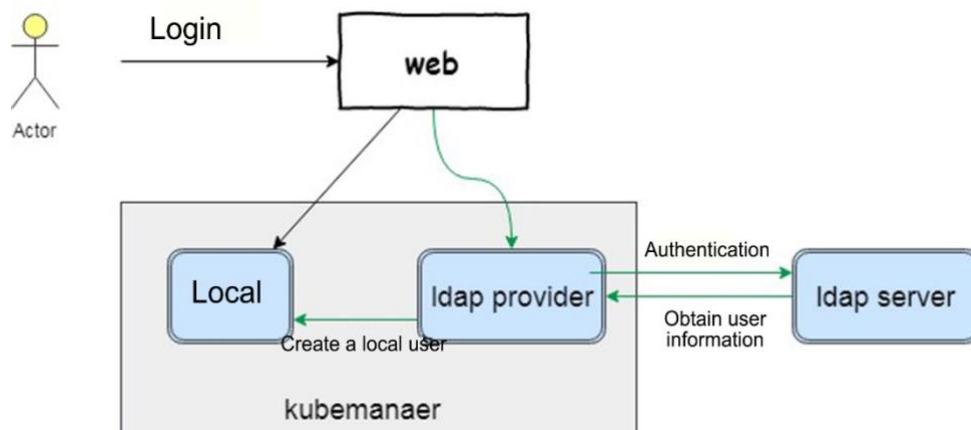 Login
web
Actor
Authentication
Local
ldap provider
ldap server
Obtain user
information
Create a local user
kubemanaer